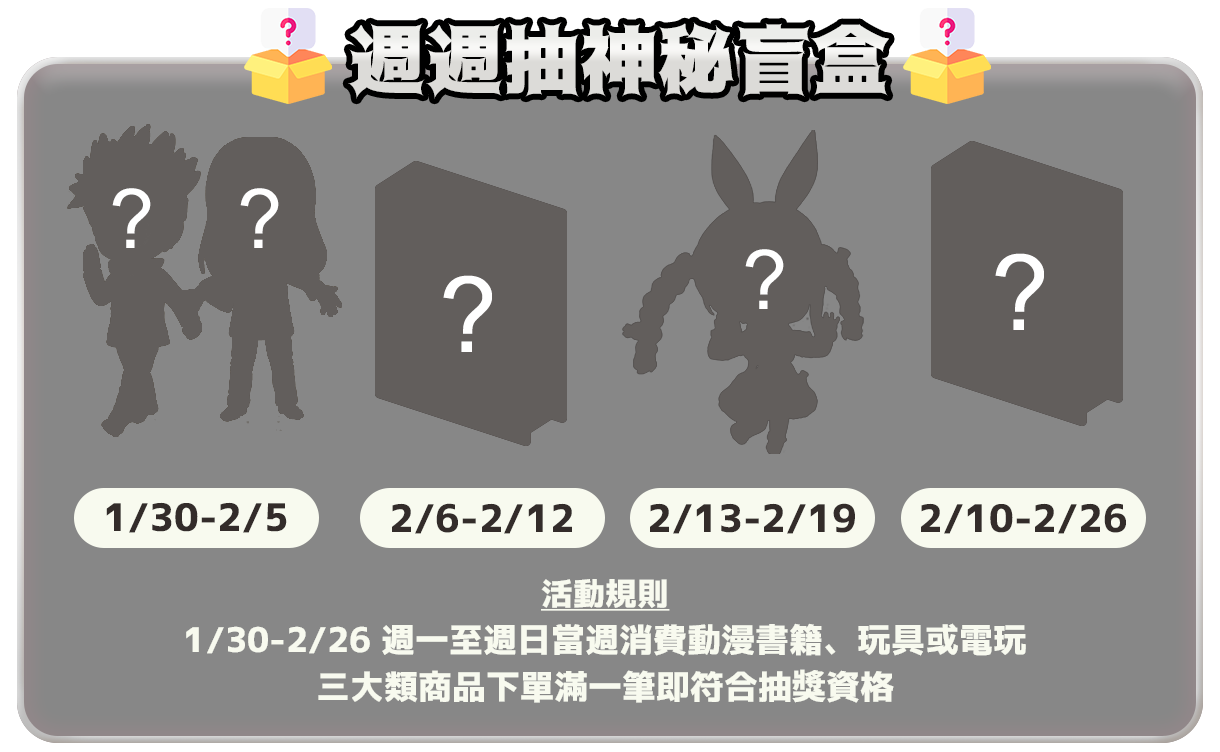 ?
?
週週抽神秘盲盒
?
?
?
?
?
1/30-2/5
2/6-2/12
2/13-2/19
2/10-2/26
活動規則
1/30-2/26 週一至週日當週消費動漫書籍、玩具或電玩
三大類商品下單滿一筆即符合抽獎資格